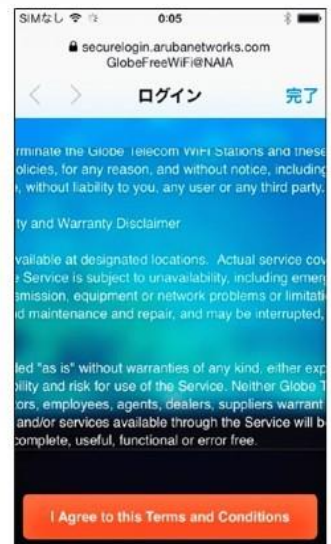 SIMなし 0:05
securelogin.arubanetworks.com
GlobeFreeWiFi@NAIA
ログイン 完了
rminate the Globe Telecom WiFi Stations and these
olicies, for any reason, and without notice, including
, without liability to you, any user or any third party.
ty and Warranty Disclaimer
vailable at designated locations. Actual service cov
e Service is subject to unavailability, including emerg
smission, equipment or network problems or limitati
d maintenance and repair, and may be interrupted,
ed "as is" without warranties of any kind, either exp
bility and risk for use of the Service. Neither Globe T
ors, employees, agents, dealers, suppliers warrant
and/or services available through the Service will b
complete, useful, functional or error free.
I Agree to this Terms and Conditions